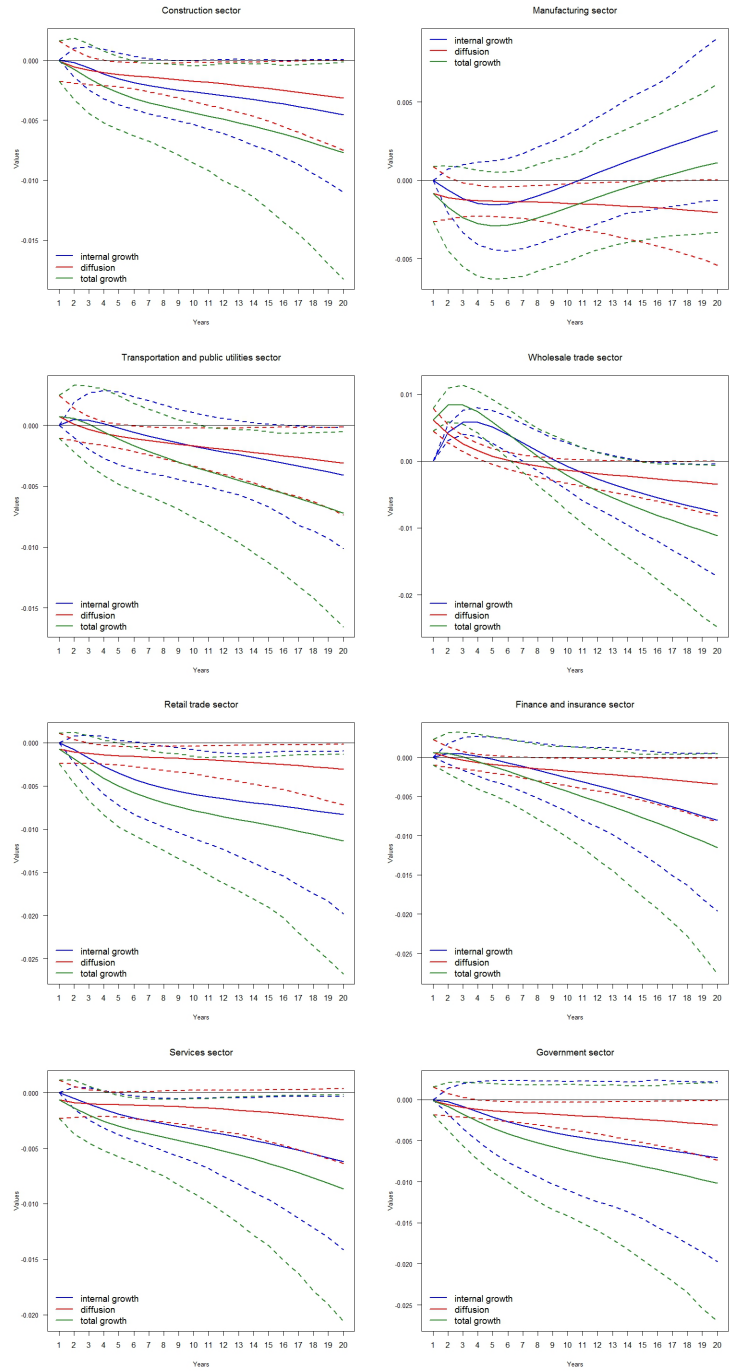 Construction sector
0.000
-0.005
-0.010
-0.015
Values
internal growth
diffusion
total growth
1 2 3 4 5 6 7 8 9 10 11 12 13 14 15 16 17 18 19 20
Years
Manufacturing sector
internal growth
diffusion
total growth
0.005
0.000
-0.005
Values
1 2 3 4 5 6 7 8 9 10 11 12 13 14 15 16 17 18 19 20
Years
Transportation and public utilities sector
0.000
-0.005
-0.010
-0.015
Values
internal growth
diffusion
total growth
1 2 3 4 5 6 7 8 9 10 11 12 13 14 15 16 17 18 19 20
Years
Wholesale trade sector
0.01
0.00
-0.01
-0.02
Values
internal growth
diffusion
total growth
1 2 3 4 5 6 7 8 9 10 11 12 13 14 15 16 17 18 19 20
Years
Retail trade sector
0.000
-0.005
-0.010
-0.015
-0.020
-0.025
Values
internal growth
diffusion
total growth
1 2 3 4 5 6 7 8 9 10 11 12 13 14 15 16 17 18 19 20
Years
Finance and insurance sector
0.000
-0.005
-0.010
-0.015
-0.020
-0.025
Values
internal growth
diffusion
total growth
1 2 3 4 5 6 7 8 9 10 11 12 13 14 15 16 17 18 19 20
Years
Services sector
0.000
-0.005
-0.010
-0.015
-0.020
Values
internal growth
diffusion
total growth
1 2 3 4 5 6 7 8 9 10 11 12 13 14 15 16 17 18 19 20
Years
Government sector
0.000
-0.005
-0.010
-0.015
-0.020
-0.025
Values
internal growth
diffusion
total growth
1 2 3 4 5 6 7 8 9 10 11 12 13 14 15 16 17 18 19 20
Years